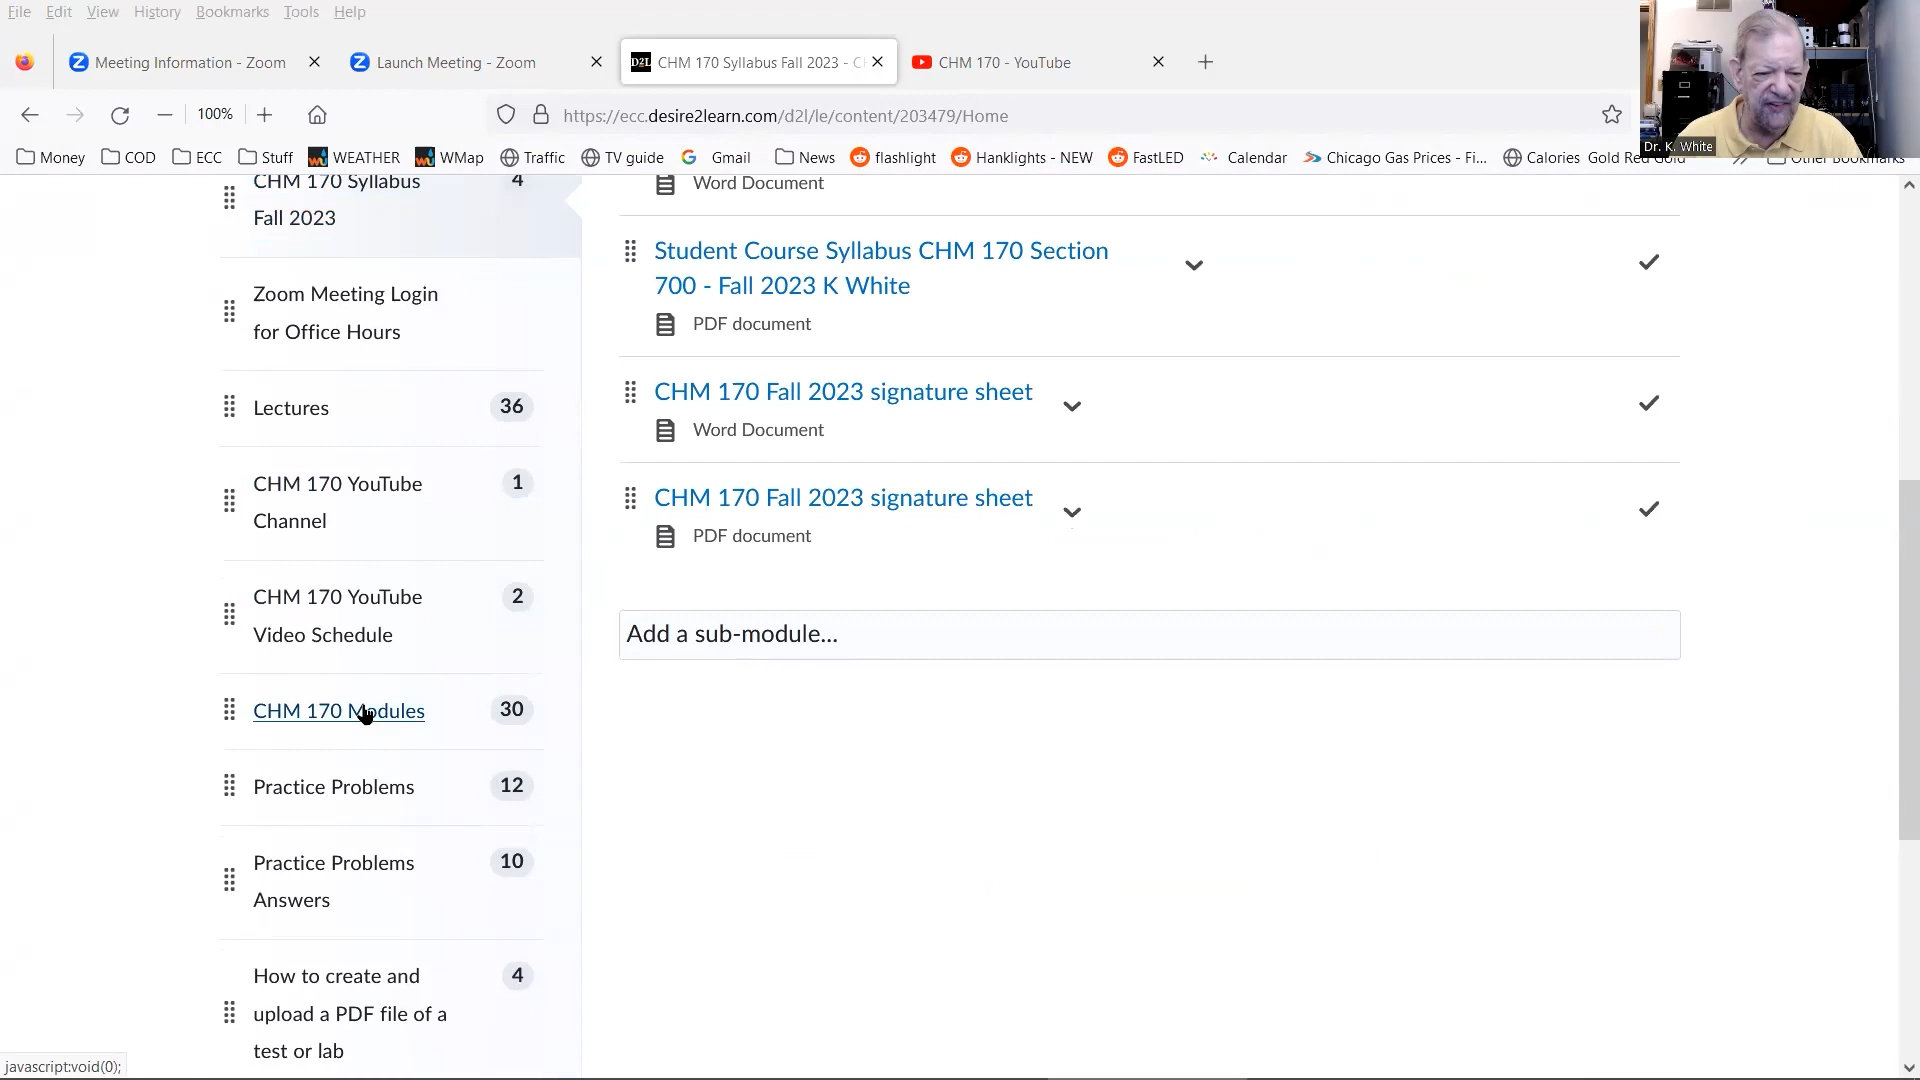 File Edit View History Bookmarks Tools Help
Meeting Information - Zoom
Launch Meeting - Zoom
D2L CHM 170 Syllabus Fall 2023 - C
CHM 170 - YouTube
100%
https://ecc.desire2learn.com/d2l/le/content/203479/Home
Dr. K. White
Money COD ECC Stuff WEATHER WMap Traffic TV guide Gmail News flashlight Hanklights - NEW FastLED Calendar Chicago Gas Prices - Fi... Calories Gold Red Gold Other Bookmarks
CHM 170 Syllabus 4
Fall 2023
Zoom Meeting Login
for Office Hours
Lectures 36
CHM 170 YouTube 1
Channel
CHM 170 YouTube 2
Video Schedule
CHM 170 Modules 30
Practice Problems 12
Practice Problems 10
Answers
How to create and 4
upload a PDF file of a
test or lab
Word Document
Student Course Syllabus CHM 170 Section
700 - Fall 2023 K White
PDF document
CHM 170 Fall 2023 signature sheet
Word Document
CHM 170 Fall 2023 signature sheet
PDF document
Add a sub-module...
javascript:void(0);